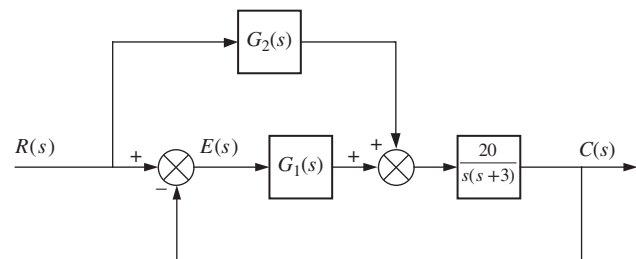 G₂(s)
R(s)
+
−
E(s)
G₁(s)
+
+
20
s(s+3)
C(s)